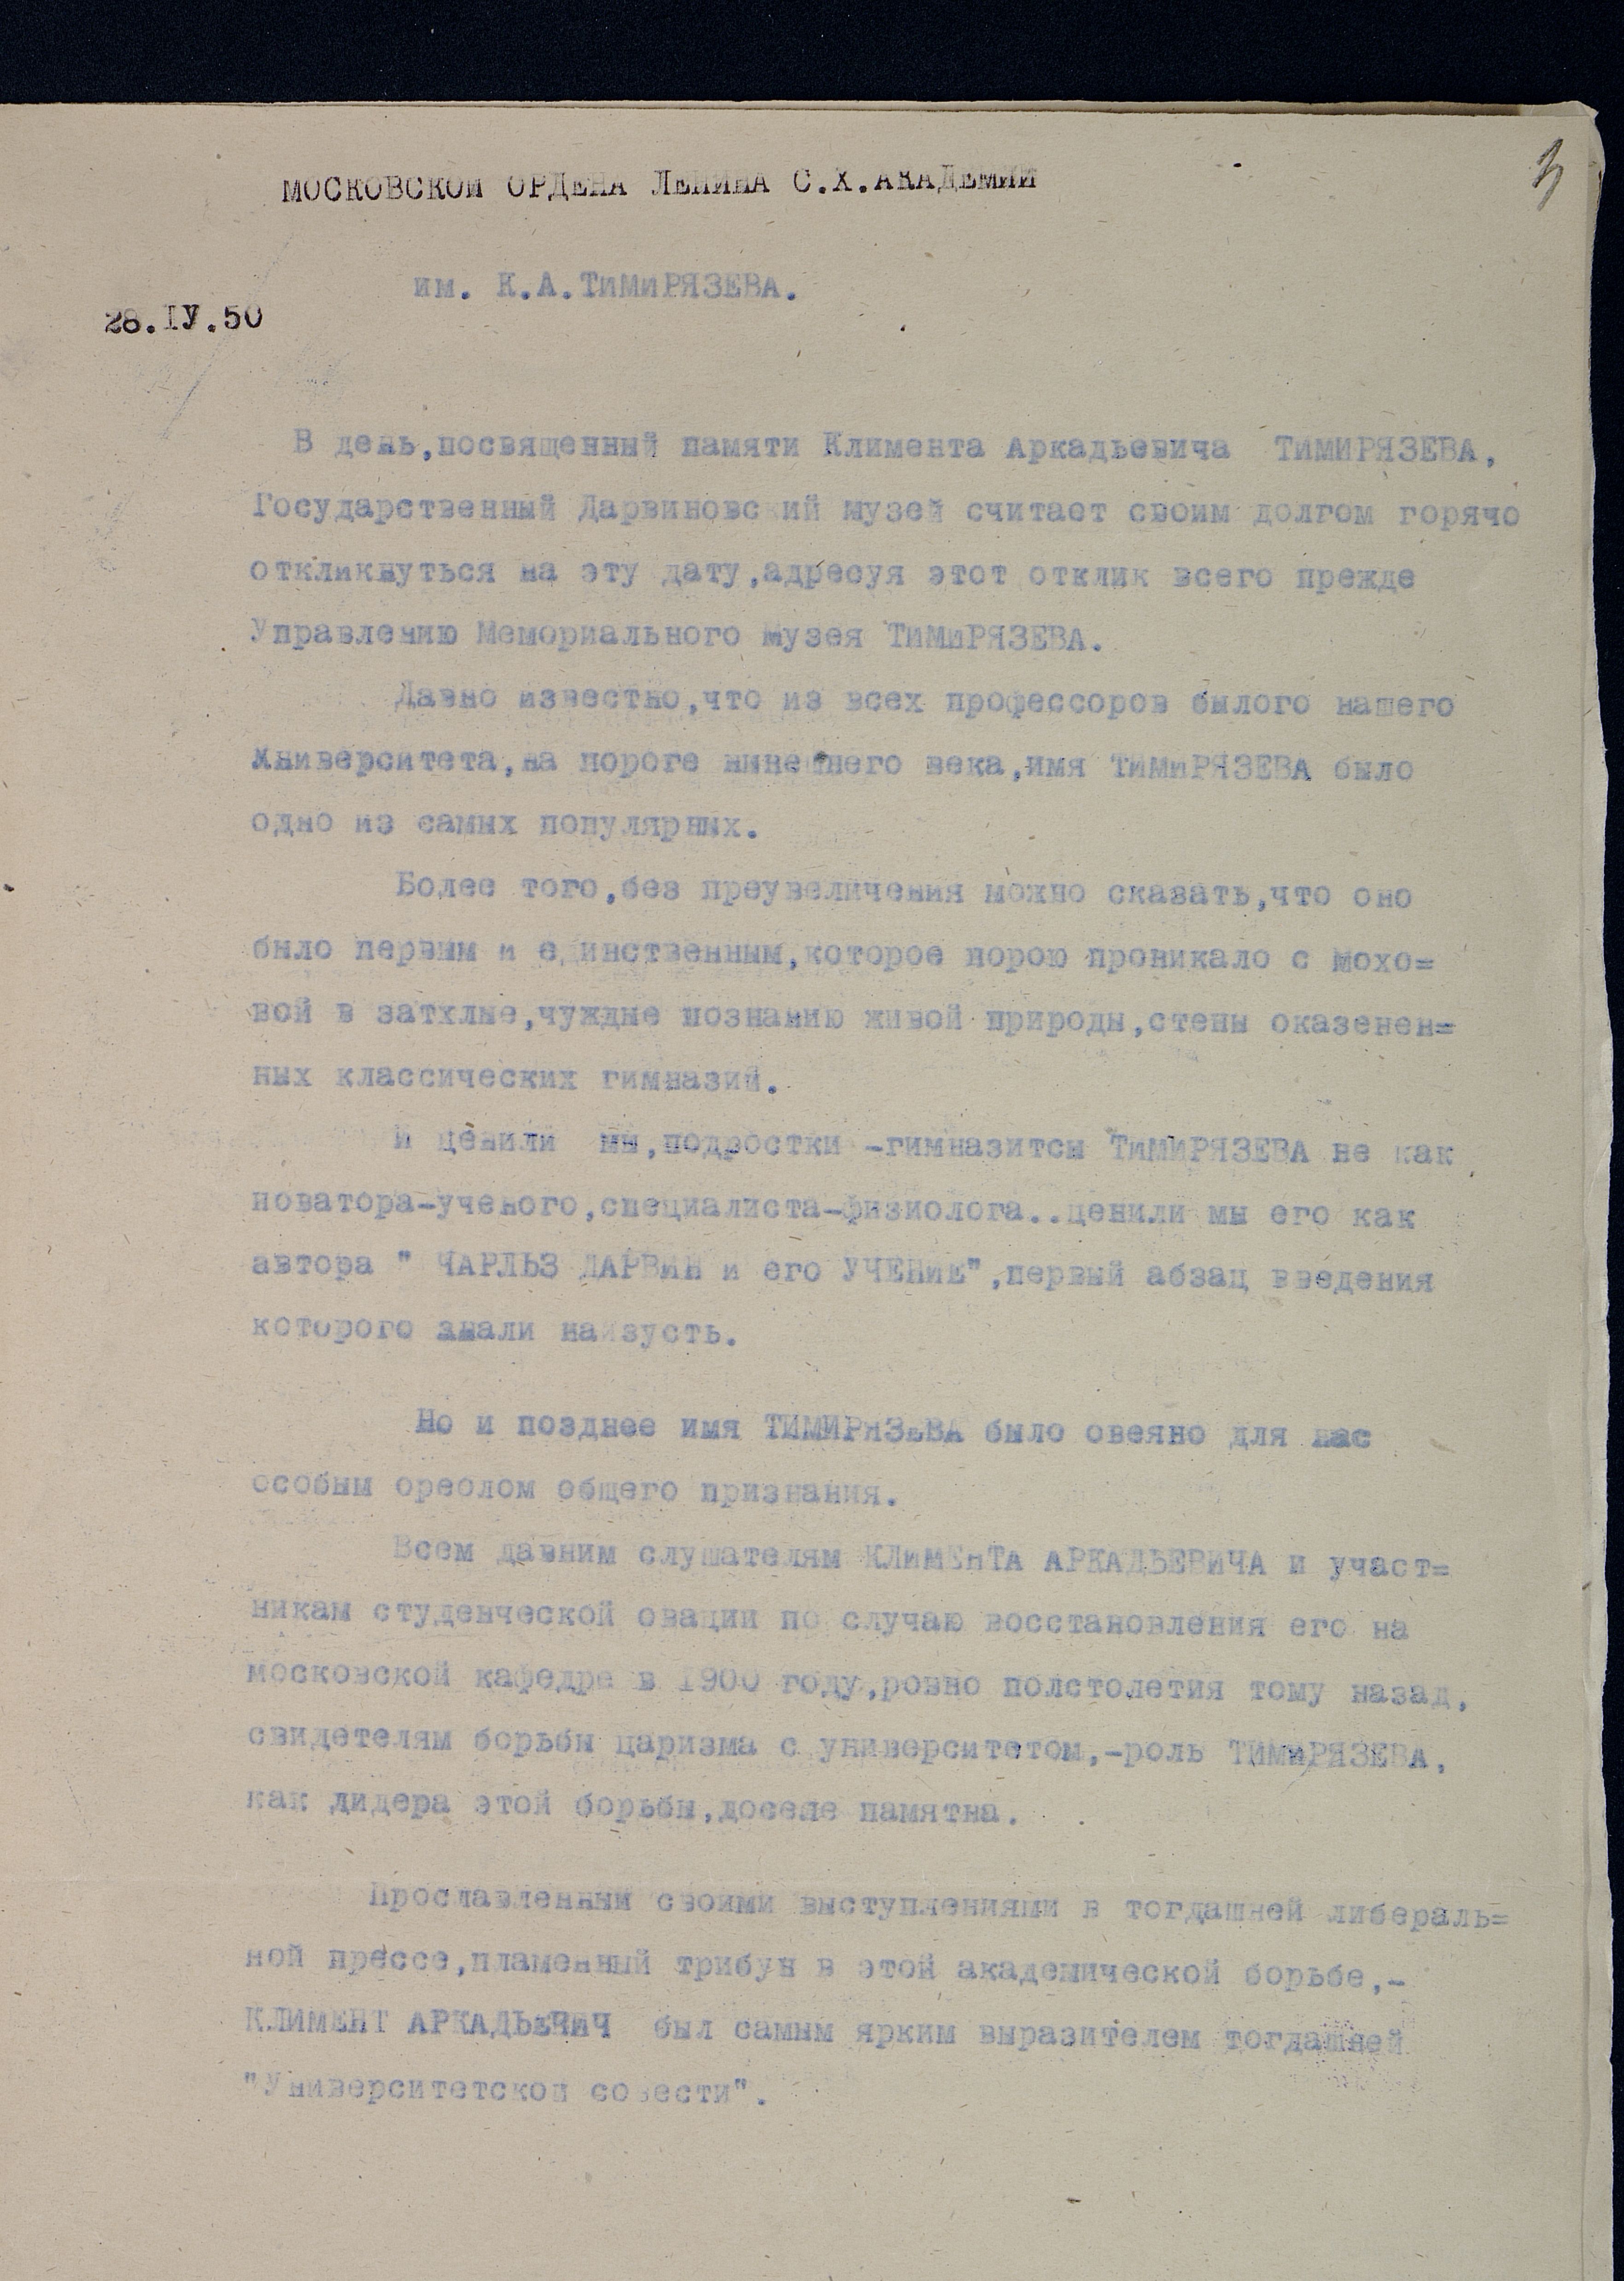 3
МОСКОВСКОЙ ОРДЕНА ЛЕНИНА С.Х.АКАДЕМИИ
им. К.А.ТИМИРЯЗЕВА.
28.IУ.50
В день,посвященный памяти Климента Аркадьевича ТИМИРЯЗЕВА,
Государственный Дарвиновский музей считает своим долгом горячо
откликнуться на эту дату,адресуя этот отклик всего прежде
Управлению Мемориального Музея ТИМИРЯЗЕВА.
Давно известно,что из всех профессоров былого нашего
Университета,на пороге нынешнего века,имя ТИМИРЯЗЕВА было
одно из самых популярных.
Более того,без преувеличения можно сказать,что оно
было первым и единственным,которое порою проникало с Мохо=
вой в затхлые,чуждые познанию живой природы,стены оказенен=
ных классических гимназий.
И ценили мы,подростки -гимназитсы ТИМИРЯЗЕВА не как
новатора-ученого,специалиста-физиолога..ценили мы его как
автора " ЧАРЛЬЗ ДАРВИН и его УЧЕНИЕ",первый абзац введения
которого знали наизусть.
Но и позднее имя ТИМИРЯЗЕВА было овеяно для нас
особым ореолом общего признания.
Всем давним слушателям КЛИМЕНТА АРКАДЬЕВИЧА и участ=
никам студенческой овации по случаю восстановления его на
московской кафедре в 1900 году,ровно полстолетия тому назад,
свидетелям борьбы царизма с университетом,-роль ТИМИРЯЗЕВА,
как дидера этой борьбы,доселе памятна.
Прославленный своими выступлениями в тогдашней либераль=
ной прессе,пламенный трибун в этой академической борьбе,-
КЛИМЕНТ АРКАДЬЕВИЧ был самым ярким выразителем тогдашней
"Университетской совести".